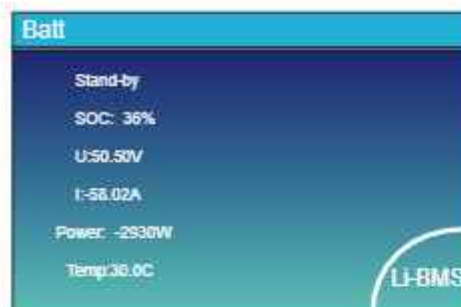 Batt
Stand-by
SOC: 36%
U:50.50V
I:-58.02A
Power: -2930W
Temp:30.0C
Li-BMS